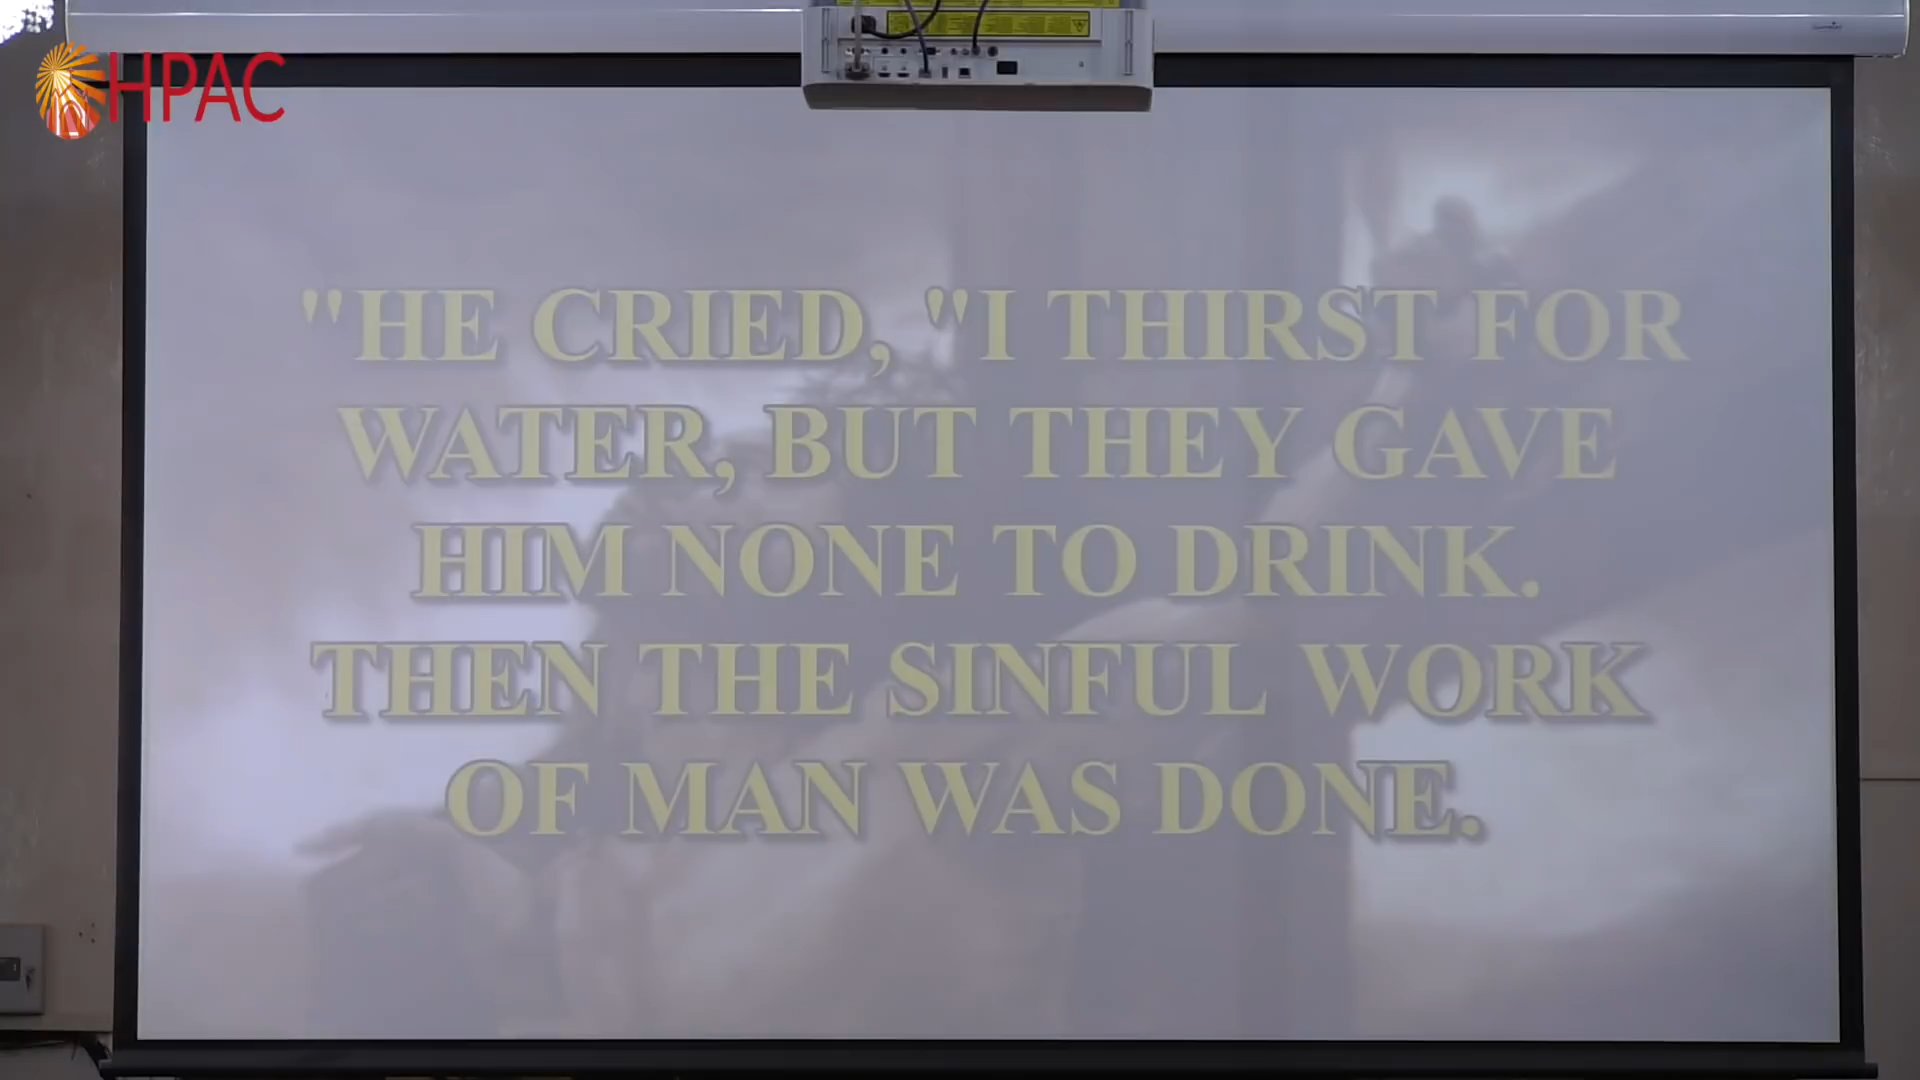 HPAC
"HE CRIED, "I THIRST FOR
WATER, BUT THEY GAVE
HIM NONE TO DRINK.
THEN THE SINFUL WORK
OF MAN WAS DONE.